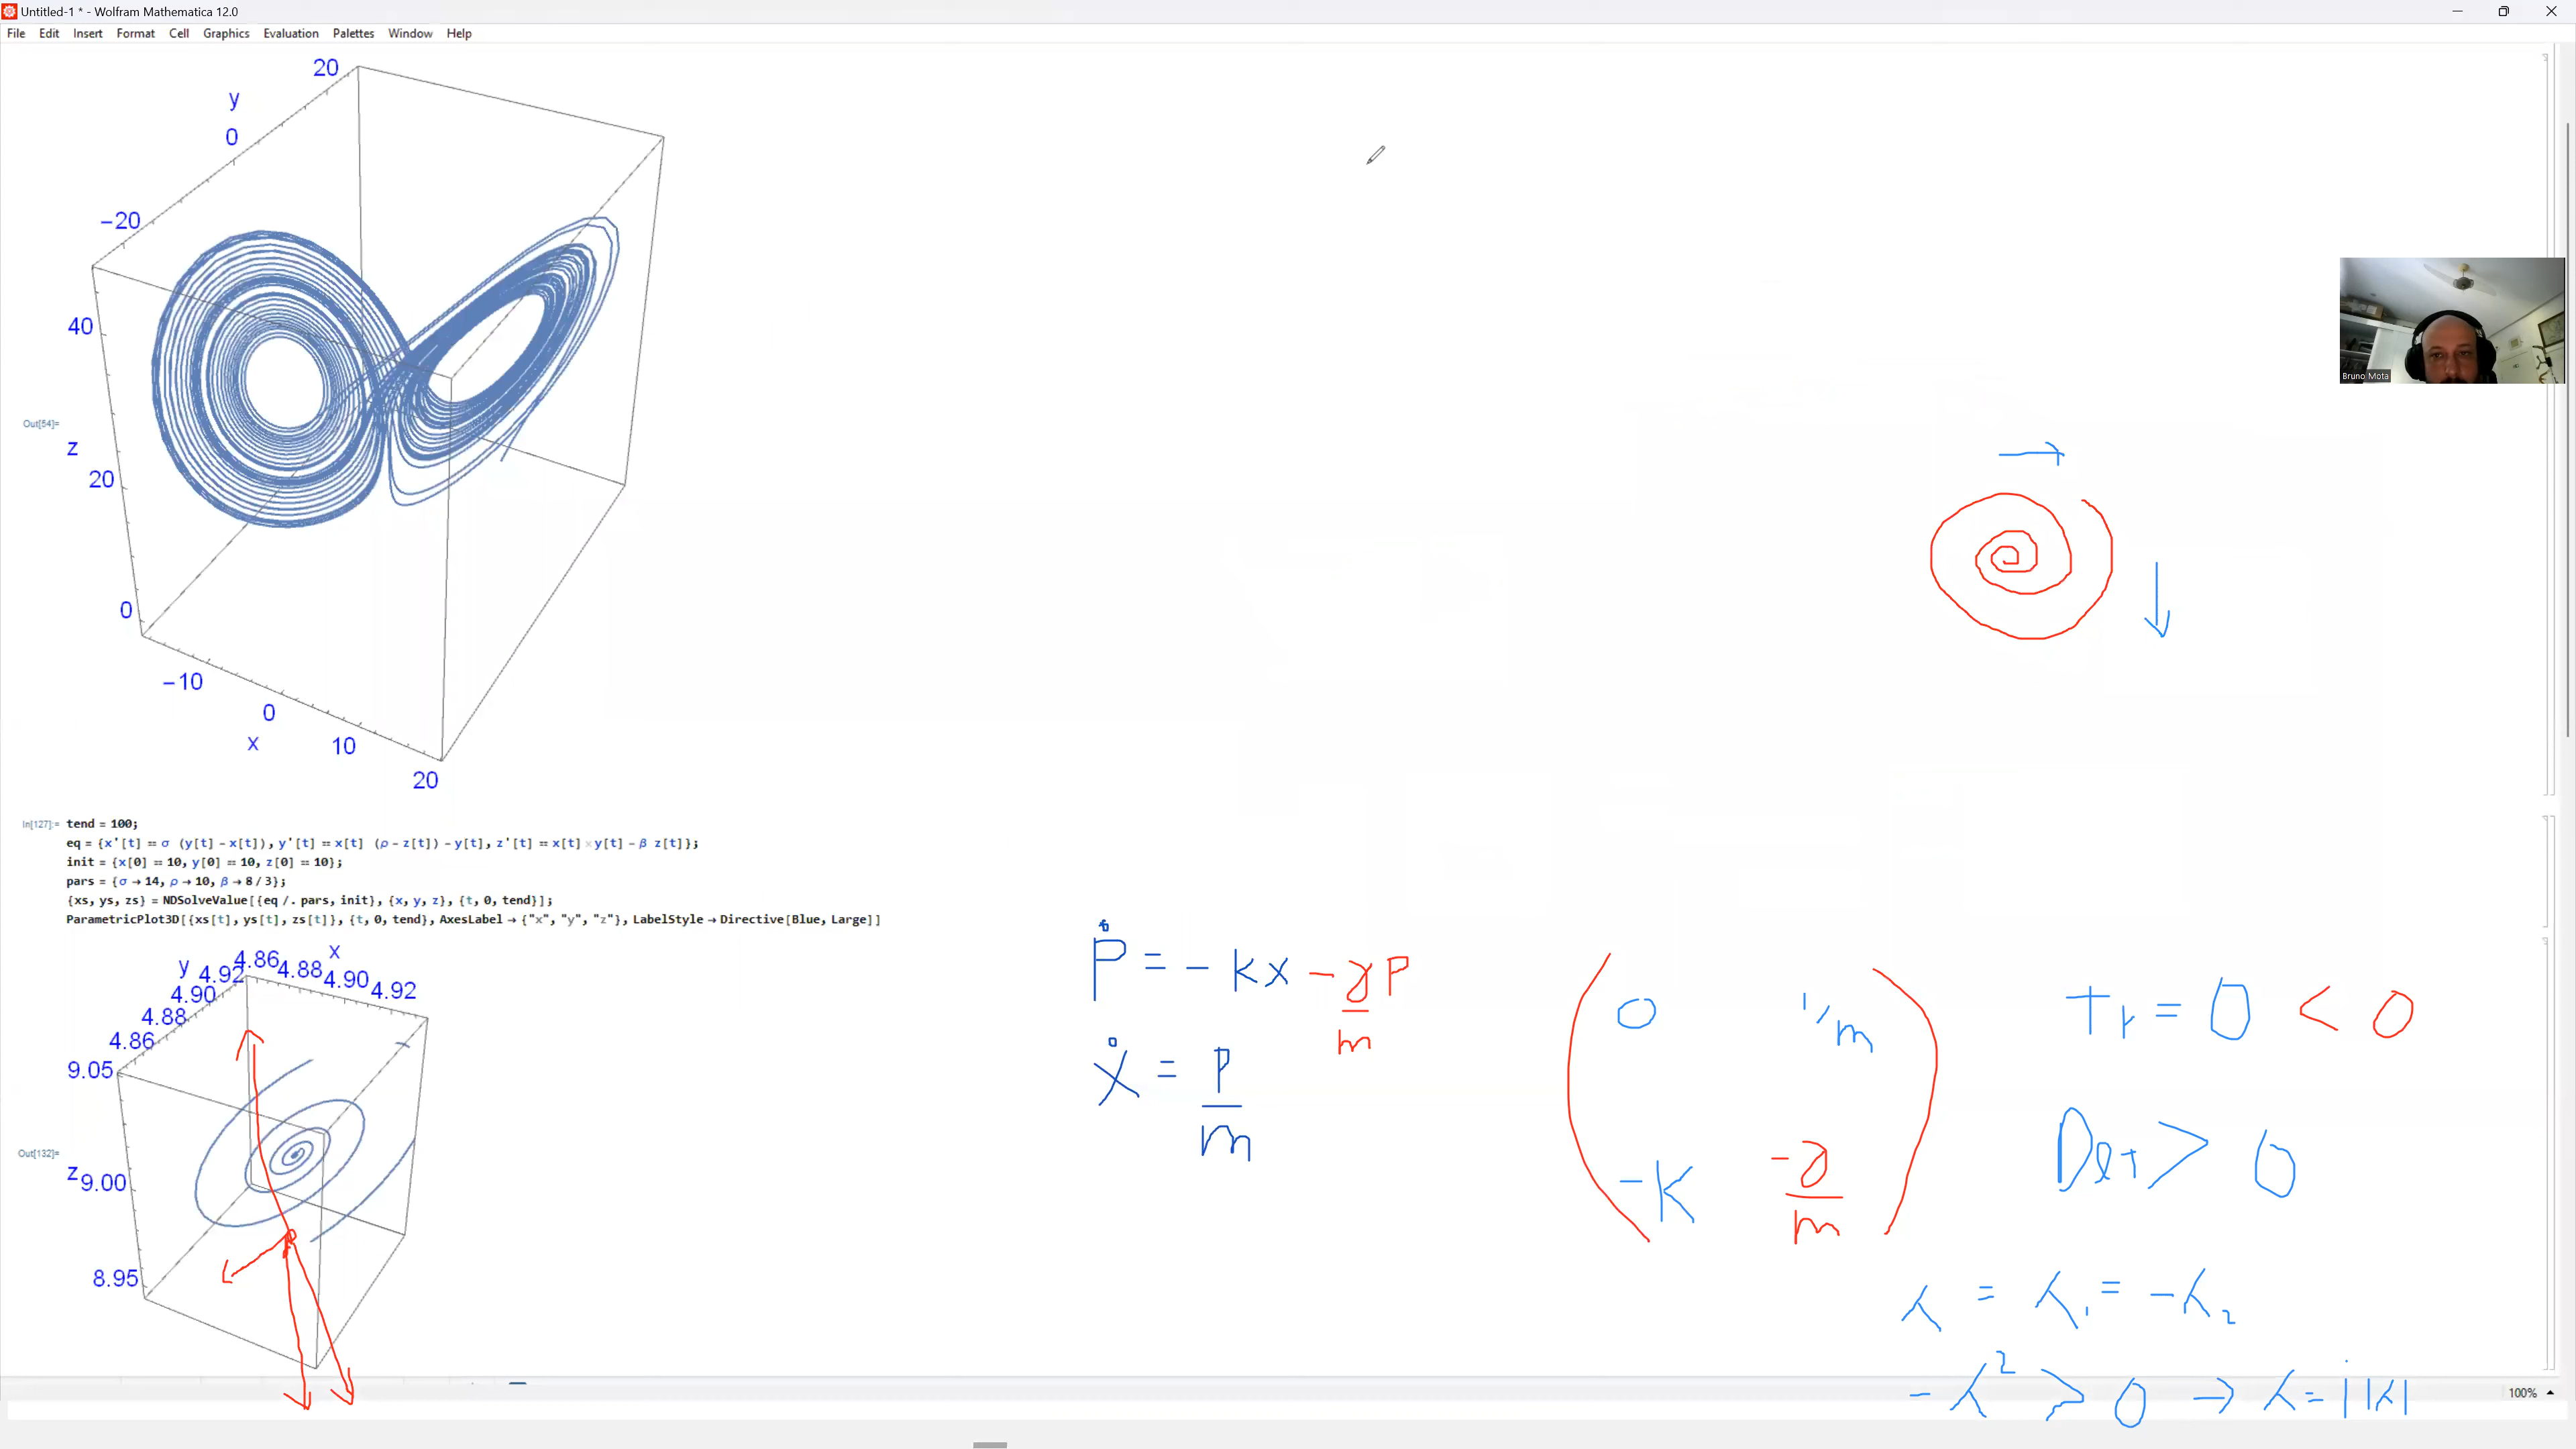 Untitled-1 * - Wolfram Mathematica 12.0
File Edit Insert Format Cell Graphics Evaluation Palettes Window Help
20
y
0
-20
40
Out[54]=
z
20
0
-10
0
x
10
20
Bruno Mota
In[127]:= tend = 100;
eq = {x'[t] == σ (y[t] - x[t]), y'[t] == x[t] (ρ - z[t]) - y[t], z'[t] == x[t] × y[t] - β z[t]};
init = {x[0] == 10, y[0] == 10, z[0] == 10};
pars = {σ → 14, ρ → 10, β → 8 / 3};
{xs, ys, zs} = NDSolveValue[{eq /. pars, init}, {x, y, z}, {t, 0, tend}];
ParametricPlot3D[{xs[t], ys[t], zs[t]}, {t, 0, tend}, AxesLabel → {"x", "y", "z"}, LabelStyle → Directive[Blue, Large]]
x
4.86 4.88 4.90 4.92
y
4.92
4.90
4.88
4.86
9.05
Out[132]=
z
9.00
8.95
Ṗ = - kx - γP
m
ẋ = P
m
0 1/m
-K -γ
m
tr = 0 < 0
Det > 0
λ = λ1 = -λ2
-λ² > 0 → λ = i|λ|
100%